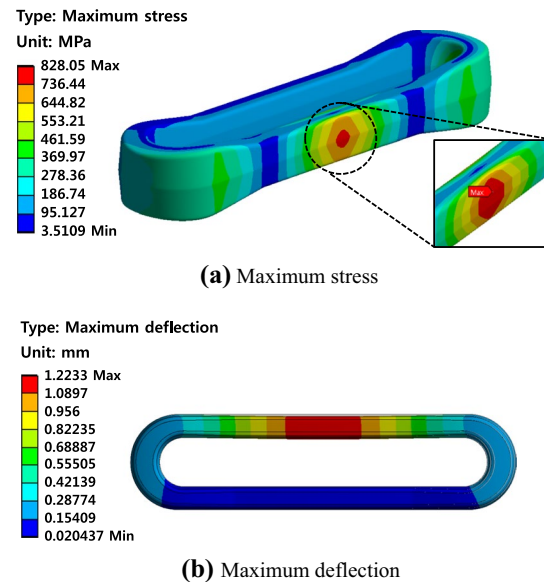 Type: Maximum stress
Unit: MPa
828.05 Max
736.44
644.82
553.21
461.59
369.97
278.36
186.74
95.127
3.5109 Min
Max
(a) Maximum stress
Type: Maximum deflection
Unit: mm
1.2233 Max
1.0897
0.956
0.82235
0.68887
0.55505
0.42139
0.28774
0.15409
0.020437 Min
(b) Maximum deflection